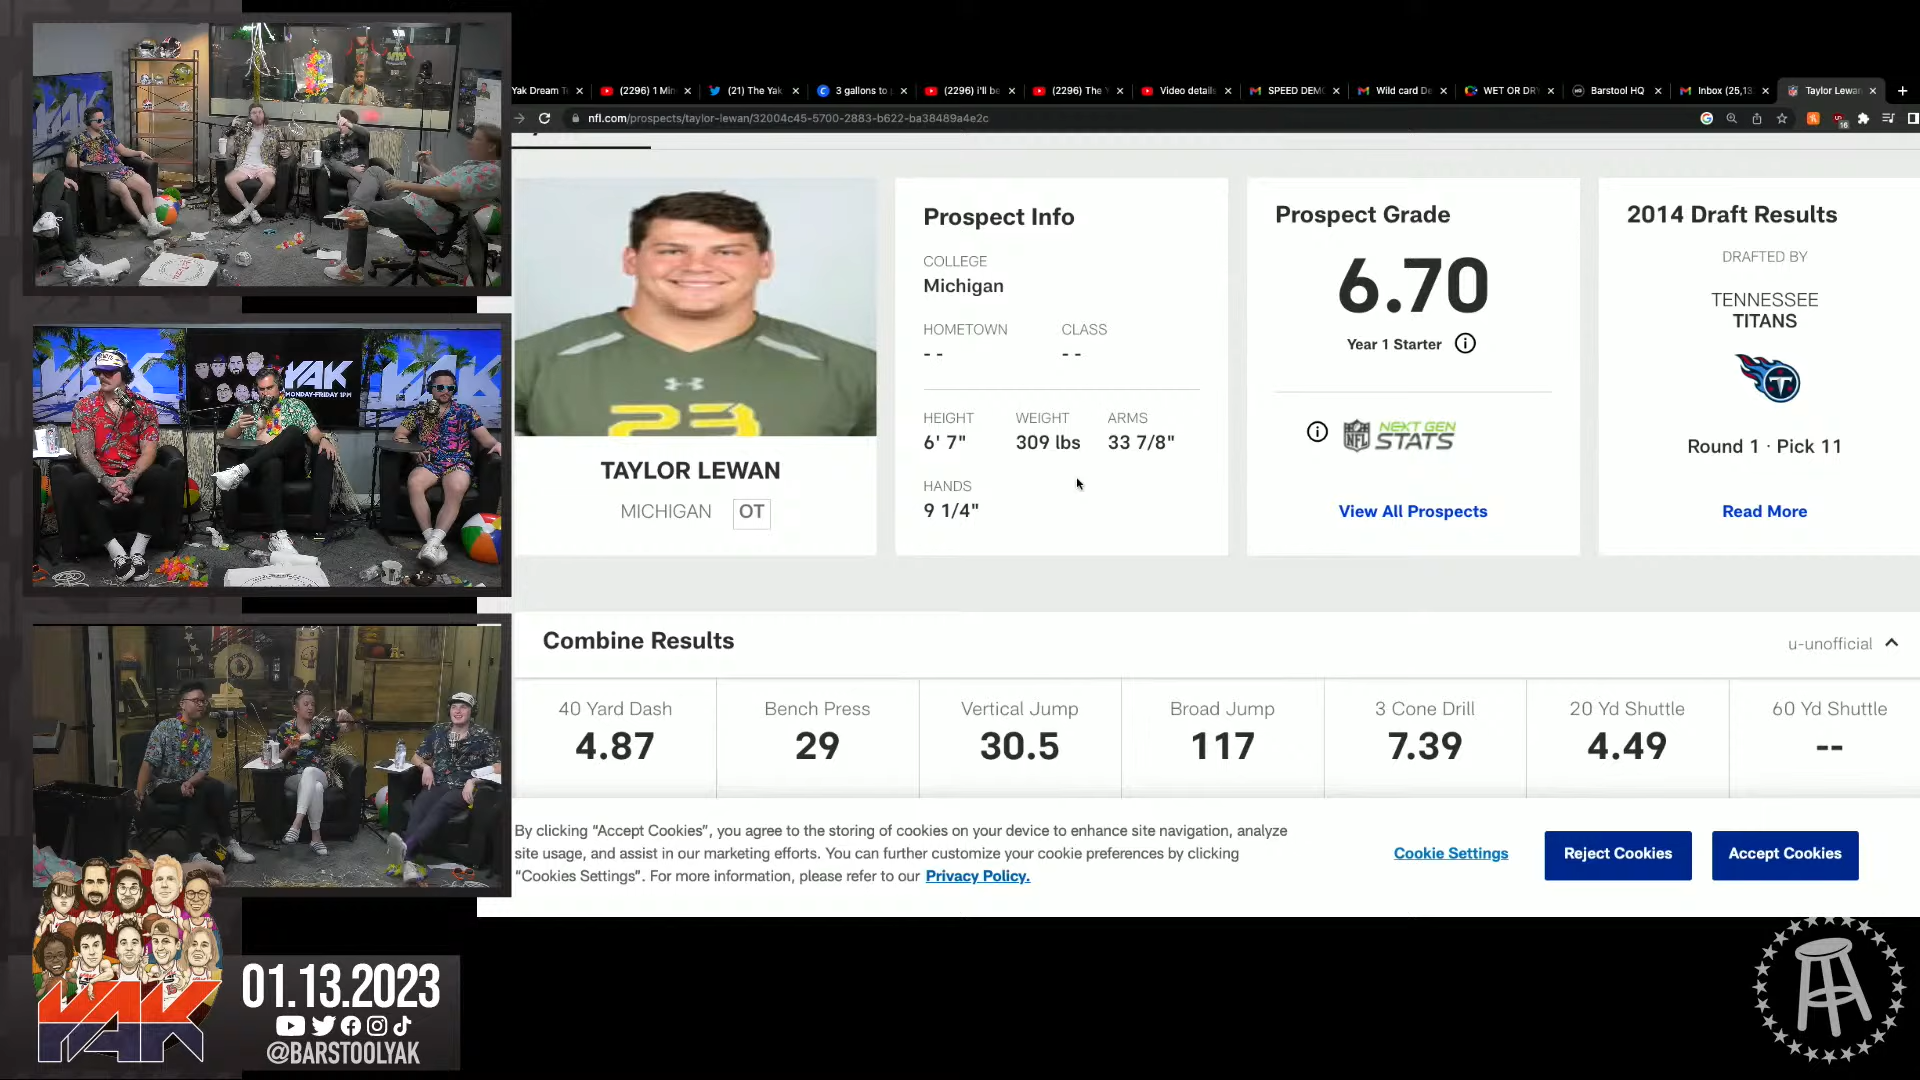 Yak Dream T
(2296) 1 Min
(21) The Yak
3 gallons to
(2296) i'll be
(2296) The Y
Video details
SPEED DEMO
Wild card De
WET OR DR
Barstool HQ
Inbox (25,13
Taylor Lewan
nfl.com/prospects/taylor-lewan/32004c45-5700-2883-b622-ba38489a4e2c
16
23
TAYLOR LEWAN
MICHIGAN OT
Prospect Info
COLLEGE
Michigan
HOMETOWN CLASS
- - - -
HEIGHT WEIGHT ARMS
6' 7" 309 lbs 33 7/8"
HANDS
9 1/4"
Prospect Grade
6.70
Year 1 Starter
NFL NEXT GEN STATS
View All Prospects
2014 Draft Results
DRAFTED BY
TENNESSEE
TITANS
Round 1 · Pick 11
Read More
Combine Results
u-unofficial
40 Yard Dash Bench Press Vertical Jump Broad Jump 3 Cone Drill 20 Yd Shuttle 60 Yd Shuttle
4.87 29 30.5 117 7.39 4.49 --
By clicking “Accept Cookies”, you agree to the storing of cookies on your device to enhance site navigation, analyze
site usage, and assist in our marketing efforts. You can further customize your cookie preferences by clicking
“Cookies Settings”. For more information, please refer to our Privacy Policy.
Cookie Settings
Reject Cookies
Accept Cookies
YAK
YAK
MONDAY-FRIDAY 1PM
YAK
01.13.2023
@BARSTOOLYAK